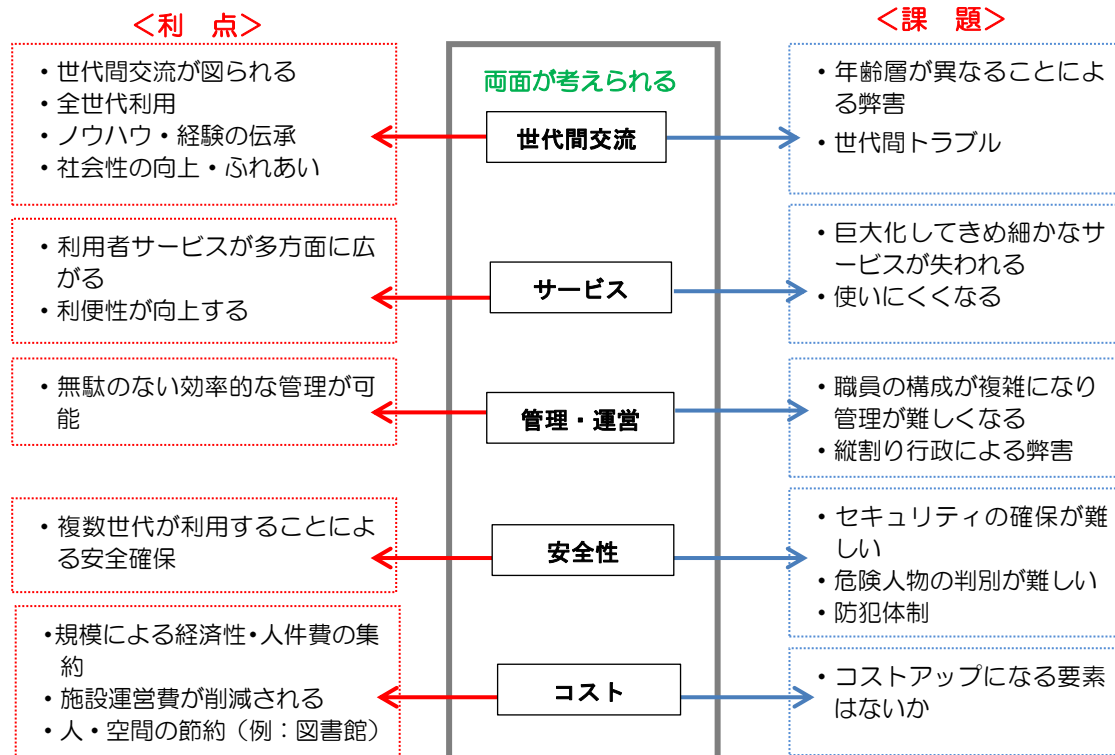 ＜利　点＞
・世代間交流が図られる
・全世代利用
・ノウハウ・経験の伝承
・社会性の向上・ふれあい
・利用者サービスが多方面に広
がる
・利便性が向上する
・無駄のない効率的な管理が可
能
・複数世代が利用することによ
る安全確保
・規模による経済性・人件費の集
約
・施設運営費が削減される
・人・空間の節約（例：図書館）
両面が考えられる
世代間交流
サービス
管理・運営
安全性
コスト
＜課　題＞
・年齢層が異なることによ
る弊害
・世代間トラブル
・巨大化してきめ細かなサ
ービスが失われる
・使いにくくなる
・職員の構成が複雑になり
管理が難しくなる
・縦割り行政による弊害
・セキュリティの確保が難
しい
・危険人物の判別が難しい
・防犯体制
・コストアップになる要素
はないか